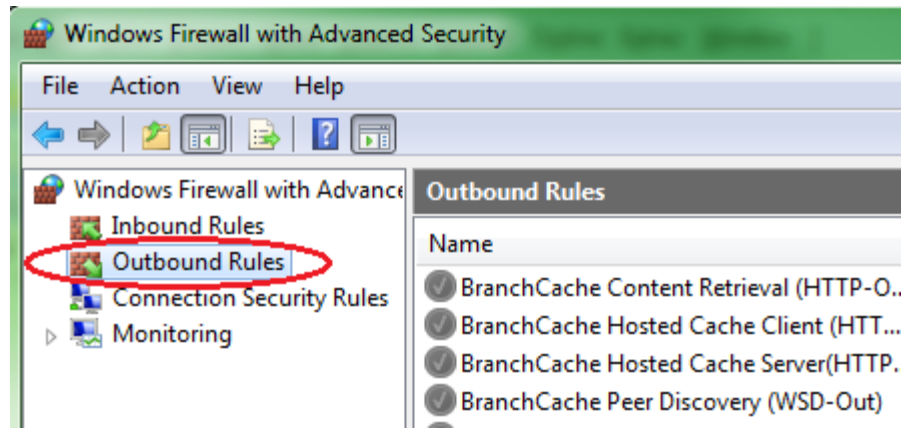 Windows Firewall with Advanced Security
File Action View Help
Windows Firewall with Advance
Inbound Rules
Outbound Rules
Connection Security Rules
Monitoring
Outbound Rules
Name
BranchCache Content Retrieval (HTTP-O...
BranchCache Hosted Cache Client (HTT...
BranchCache Hosted Cache Server(HTTP...
BranchCache Peer Discovery (WSD-Out)